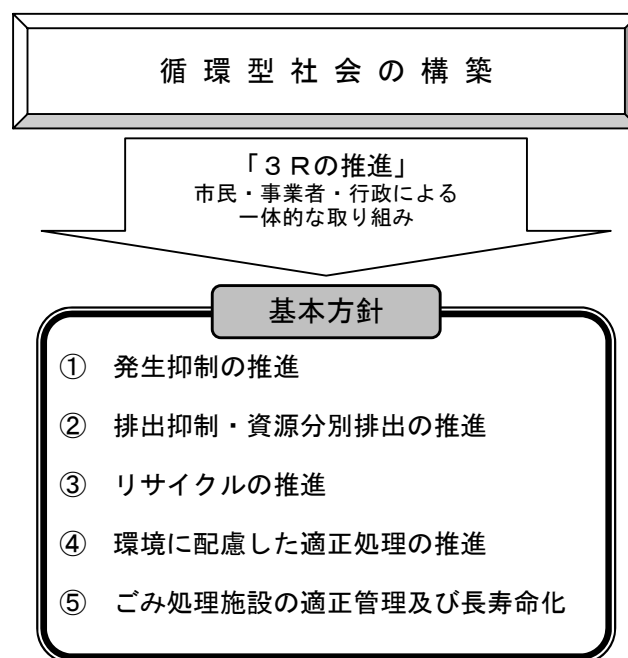 循環型社会の構築
「3Rの推進」
市民・事業者・行政による
一体的な取り組み
基本方針
① 発生抑制の推進
② 排出抑制・資源分別排出の推進
③ リサイクルの推進
④ 環境に配慮した適正処理の推進
⑤ ごみ処理施設の適正管理及び長寿命化